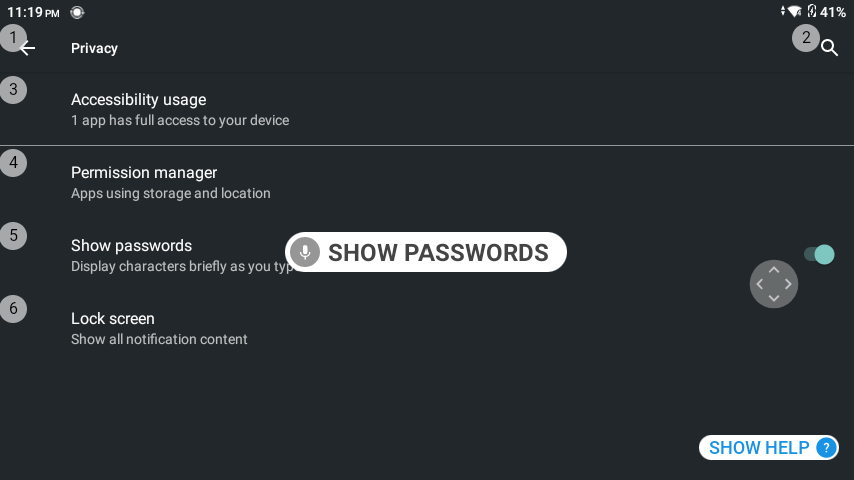 11:19 PM
41%
1
Privacy
2
3
Accessibility usage
1 app has full access to your device
4
Permission manager
Apps using storage and location
5
Show passwords
Display characters briefly as you typ
SHOW PASSWORDS
6
Lock screen
Show all notification content
SHOW HELP ?